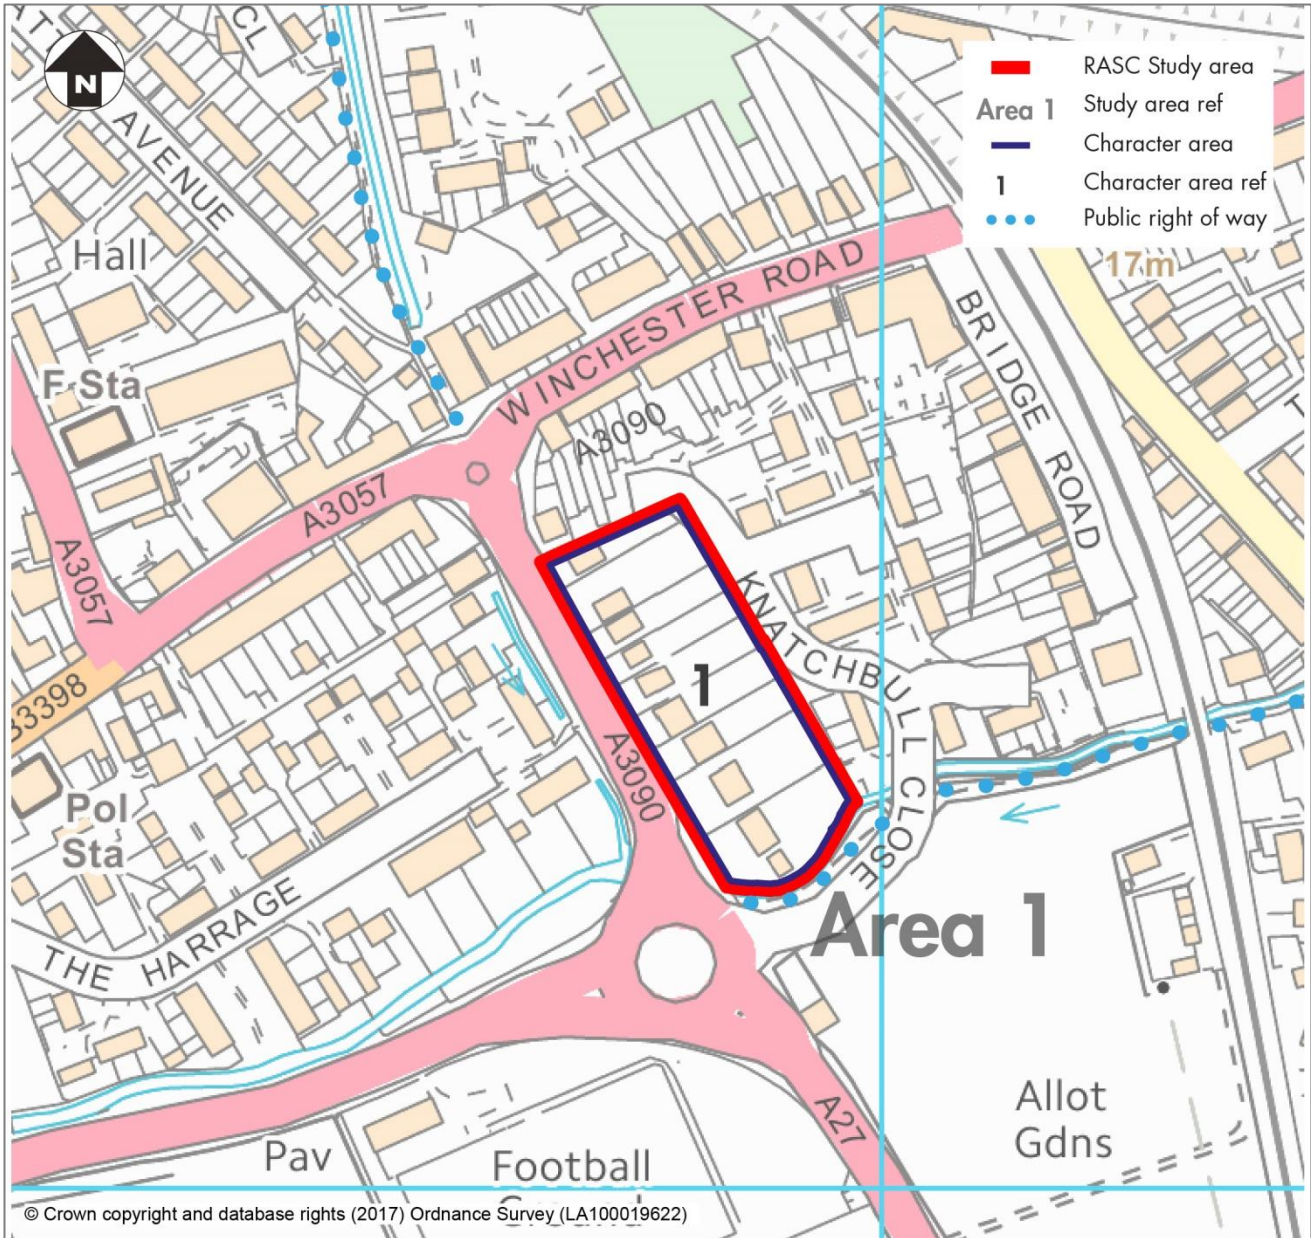 CL
N
AVENUE
Hall
F Sta
A3057
A3057
B3398
Pol
Sta
THE HARRAGE
WINCHESTER ROAD
A3090
A3090
1
KNATCHBULL CLOSE
BRIDGE ROAD
17m
Area 1
A27
Allot
Gdns
Pav
Football
Ground
RASC Study area
Area 1 Study area ref
Character area
1 Character area ref
Public right of way
© Crown copyright and database rights (2017) Ordnance Survey (LA100019622)